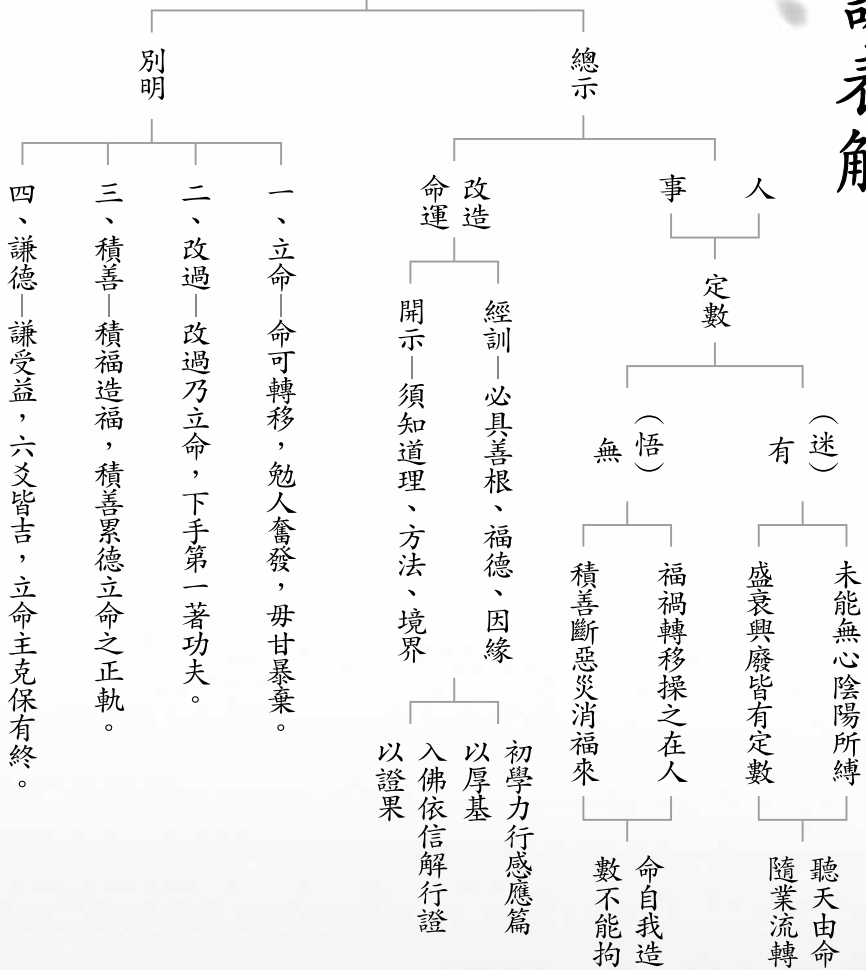 表解
總示
人
事
定數
（迷）
有
未能無心陰陽所縛
盛衰興廢皆有定數
聽天由命
隨業流轉
（悟）
無
福禍轉移操之在人
積善斷惡災消福來
命自我造
數不能拘
改造
命運
經訓—必具善根、福德、因緣
開示—須知道理、方法、境界
初學力行感應篇
以厚基
入佛依信解行證
以證果
別明
一、立命—命可轉移，勉人奮發，毋甘暴棄。
二、改過—改過乃立命，下手第一著功夫。
三、積善—積福造福，積善累德立命之正軌。
四、謙德—謙受益，六爻皆吉，立命主克保有終。